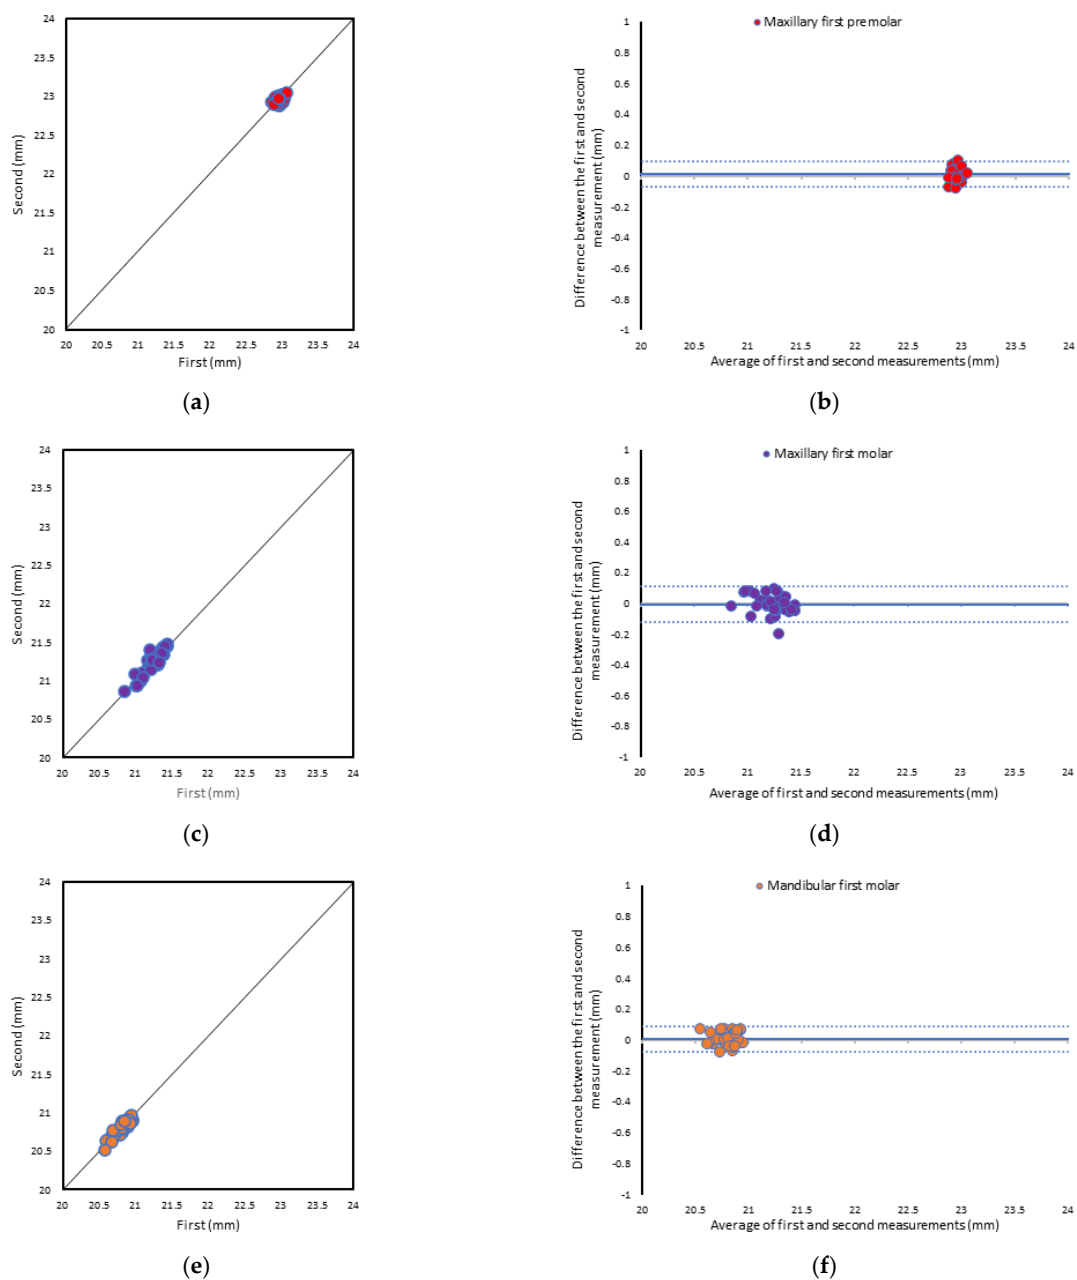 24
23.5
23
22.5
22
21.5
21
20.5
20
Second (mm)
20 20.5 21 21.5 22 22.5 23 23.5 24
First (mm)
(a)
Maxillary first premolar
1
0.8
0.6
0.4
0.2
0
-0.2
-0.4
-0.6
-0.8
-1
Difference between the first and second
measurement (mm)
20 20.5 21 21.5 22 22.5 23 23.5 24
Average of first and second measurements (mm)
(b)
24
23.5
23
22.5
22
21.5
21
20.5
20
Second (mm)
20 20.5 21 21.5 22 22.5 23 23.5 24
First (mm)
(c)
Maxillary first molar
1
0.8
0.6
0.4
0.2
0
-0.2
-0.4
-0.6
-0.8
-1
Difference between the first and second
measurement (mm)
20 20.5 21 21.5 22 22.5 23 23.5 24
Average of first and second measurements (mm)
(d)
24
23.5
23
22.5
22
21.5
21
20.5
20
Second (mm)
20 20.5 21 21.5 22 22.5 23 23.5 24
First (mm)
(e)
Mandibular first molar
1
0.8
0.6
0.4
0.2
0
-0.2
-0.4
-0.6
-0.8
-1
Difference between the first and second
measurement (mm)
20 20.5 21 21.5 22 22.5 23 23.5 24
Average of first and second measurements (mm)
(f)